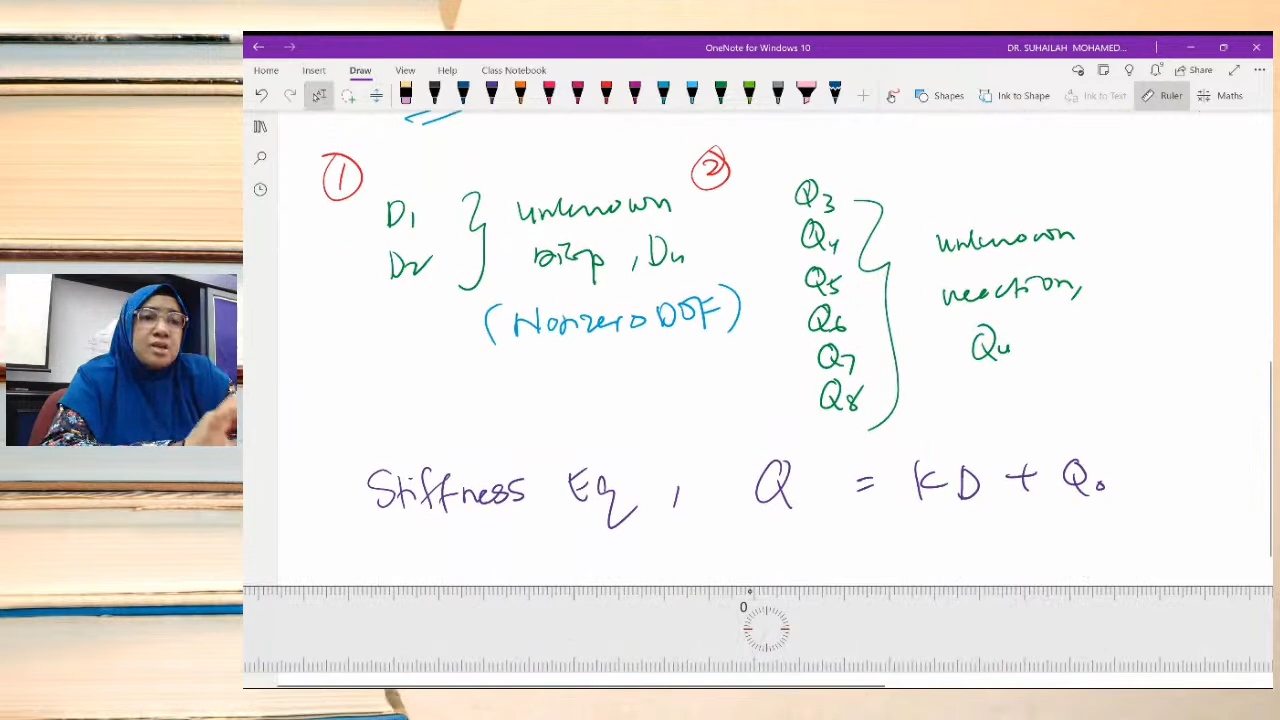 OneNote for Windows 10
DR. SUHAILAH MOHAMED...
Home Insert Draw View Help Class Notebook
Share
Shapes Ink to Shape Ink to Text Ruler Maths
1
D1
D2
unknown
Disp, Du
(Nonzero DOF)
2
Q3
Q4
Q5
Q6
Q7
Q8
unknown
reaction,
Qu
Stiffness Eq, Q = KD + Qo
0